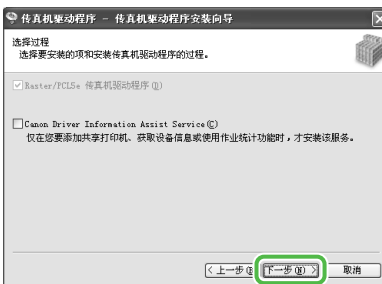 传真机驱动程序 - 传真机驱动程序安装向导
选择过程
选择要安装的项和安装传真机驱动程序的过程。
Raster/PCL5e 传真机驱动程序(D)
Canon Driver Information Assist Service(C)
仅在您要添加共享打印机、获取设备信息或使用作业统计功能时，才安装该服务。
<上一步(B) 下一步(N)> 取消